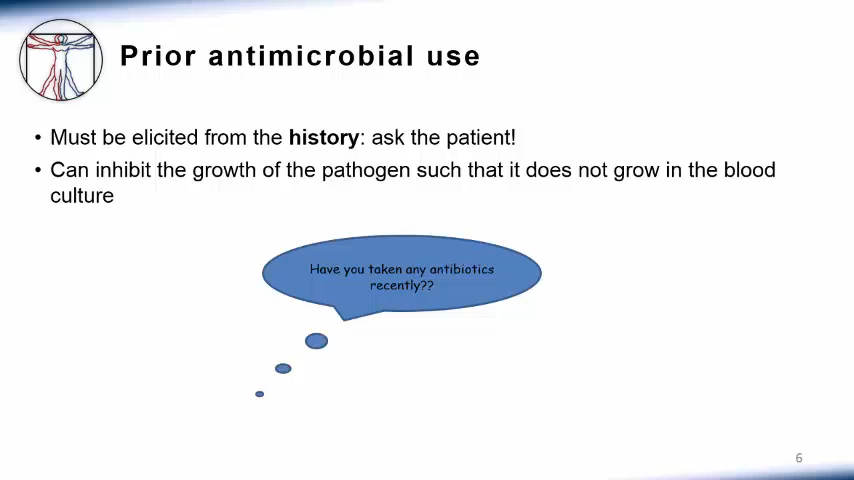 Prior antimicrobial use
• Must be elicited from the history: ask the patient!
• Can inhibit the growth of the pathogen such that it does not grow in the blood
culture
Have you taken any antibiotics
recently??
6